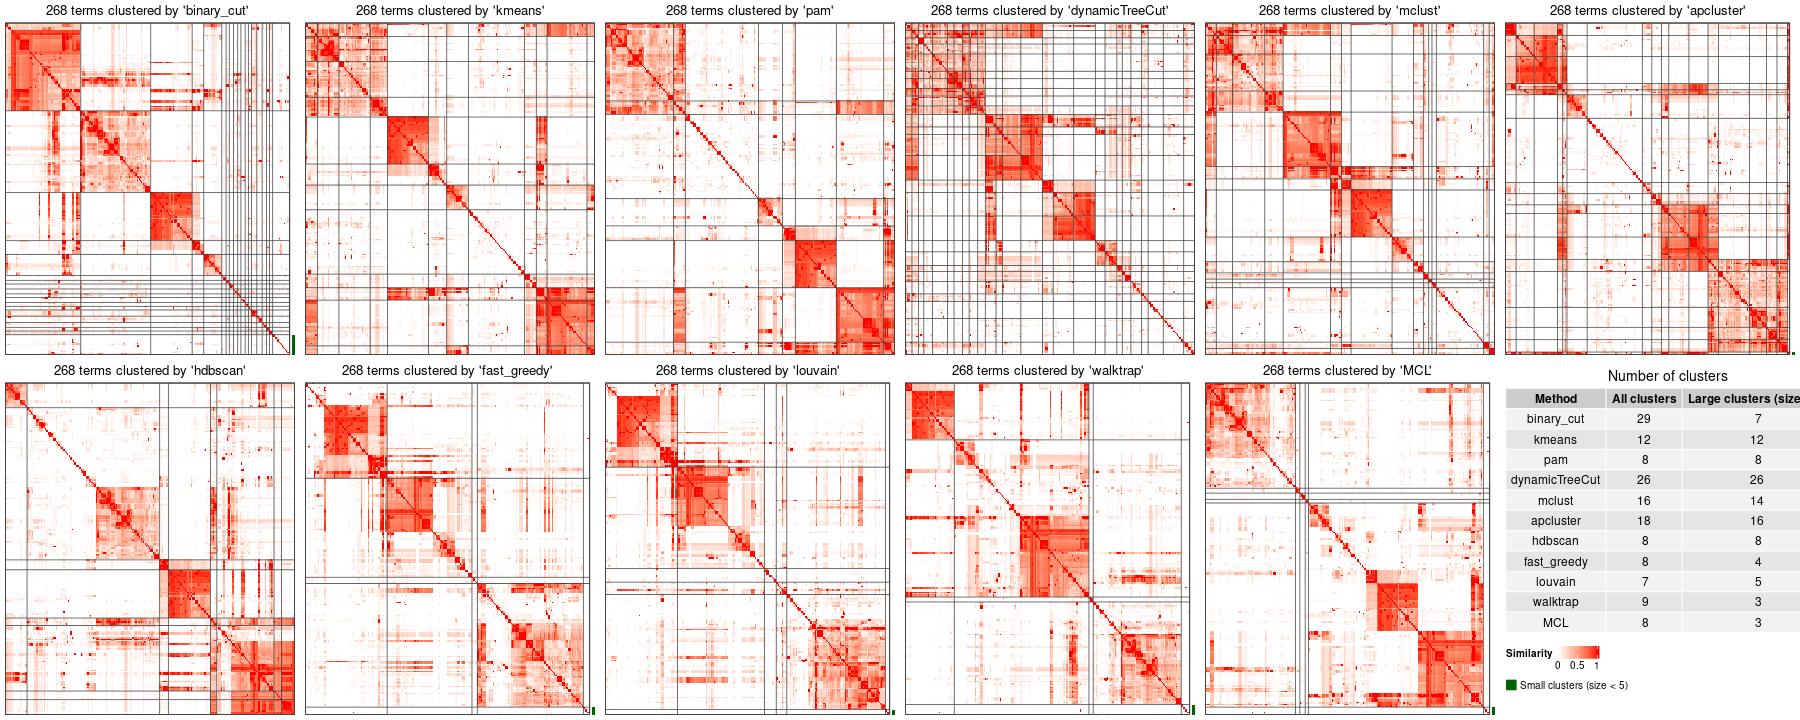 268 terms clustered by 'binary_cut'
268 terms clustered by 'kmeans'
268 terms clustered by 'pam'
268 terms clustered by 'dynamicTreeCut'
268 terms clustered by 'mclust'
268 terms clustered by 'apcluster'
268 terms clustered by 'hdbscan'
268 terms clustered by 'fast_greedy'
268 terms clustered by 'louvain'
268 terms clustered by 'walktrap'
268 terms clustered by 'MCL'
Number of clusters
Method All clusters Large clusters (size
binary_cut 29 7
kmeans 12 12
pam 8 8
dynamicTreeCut 26 26
mclust 16 14
apcluster 18 16
hdbscan 8 8
fast_greedy 8 4
louvain 7 5
walktrap 9 3
MCL 8 3
Similarity
0 0.5 1
Small clusters (size < 5)